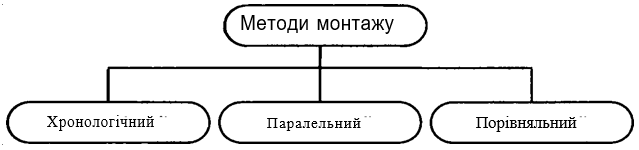 Методи монтажу
Хронологічний
Паралельний
Порівняльний